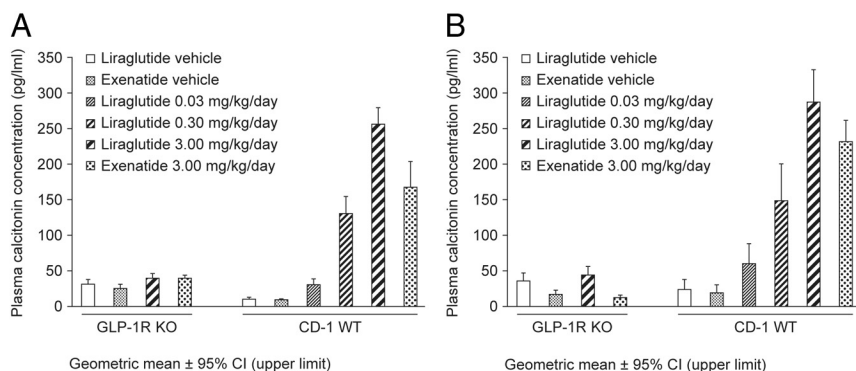 A
Plasma calcitonin concentration (pg/lml)
350
300
250
200
150
100
50
0
Liraglutide vehicle
Exenatide vehicle
Liraglutide 0.03 mg/kg/day
Liraglutide 0.30 mg/kg/day
Liraglutide 3.00 mg/kg/day
Exenatide 3.00 mg/kg/day
GLP-1R KO
CD-1 WT
Geometric mean ± 95% CI (upper limit)
B
Plasma calcitonin concentration (pg/lml)
350
300
250
200
150
100
50
0
Liraglutide vehicle
Exenatide vehicle
Liraglutide 0.03 mg/kg/day
Liraglutide 0.30 mg/kg/day
Liraglutide 3.00 mg/kg/day
Exenatide 3.00 mg/kg/day
GLP-1R KO
CD-1 WT
Geometric mean ± 95% CI (upper limit)